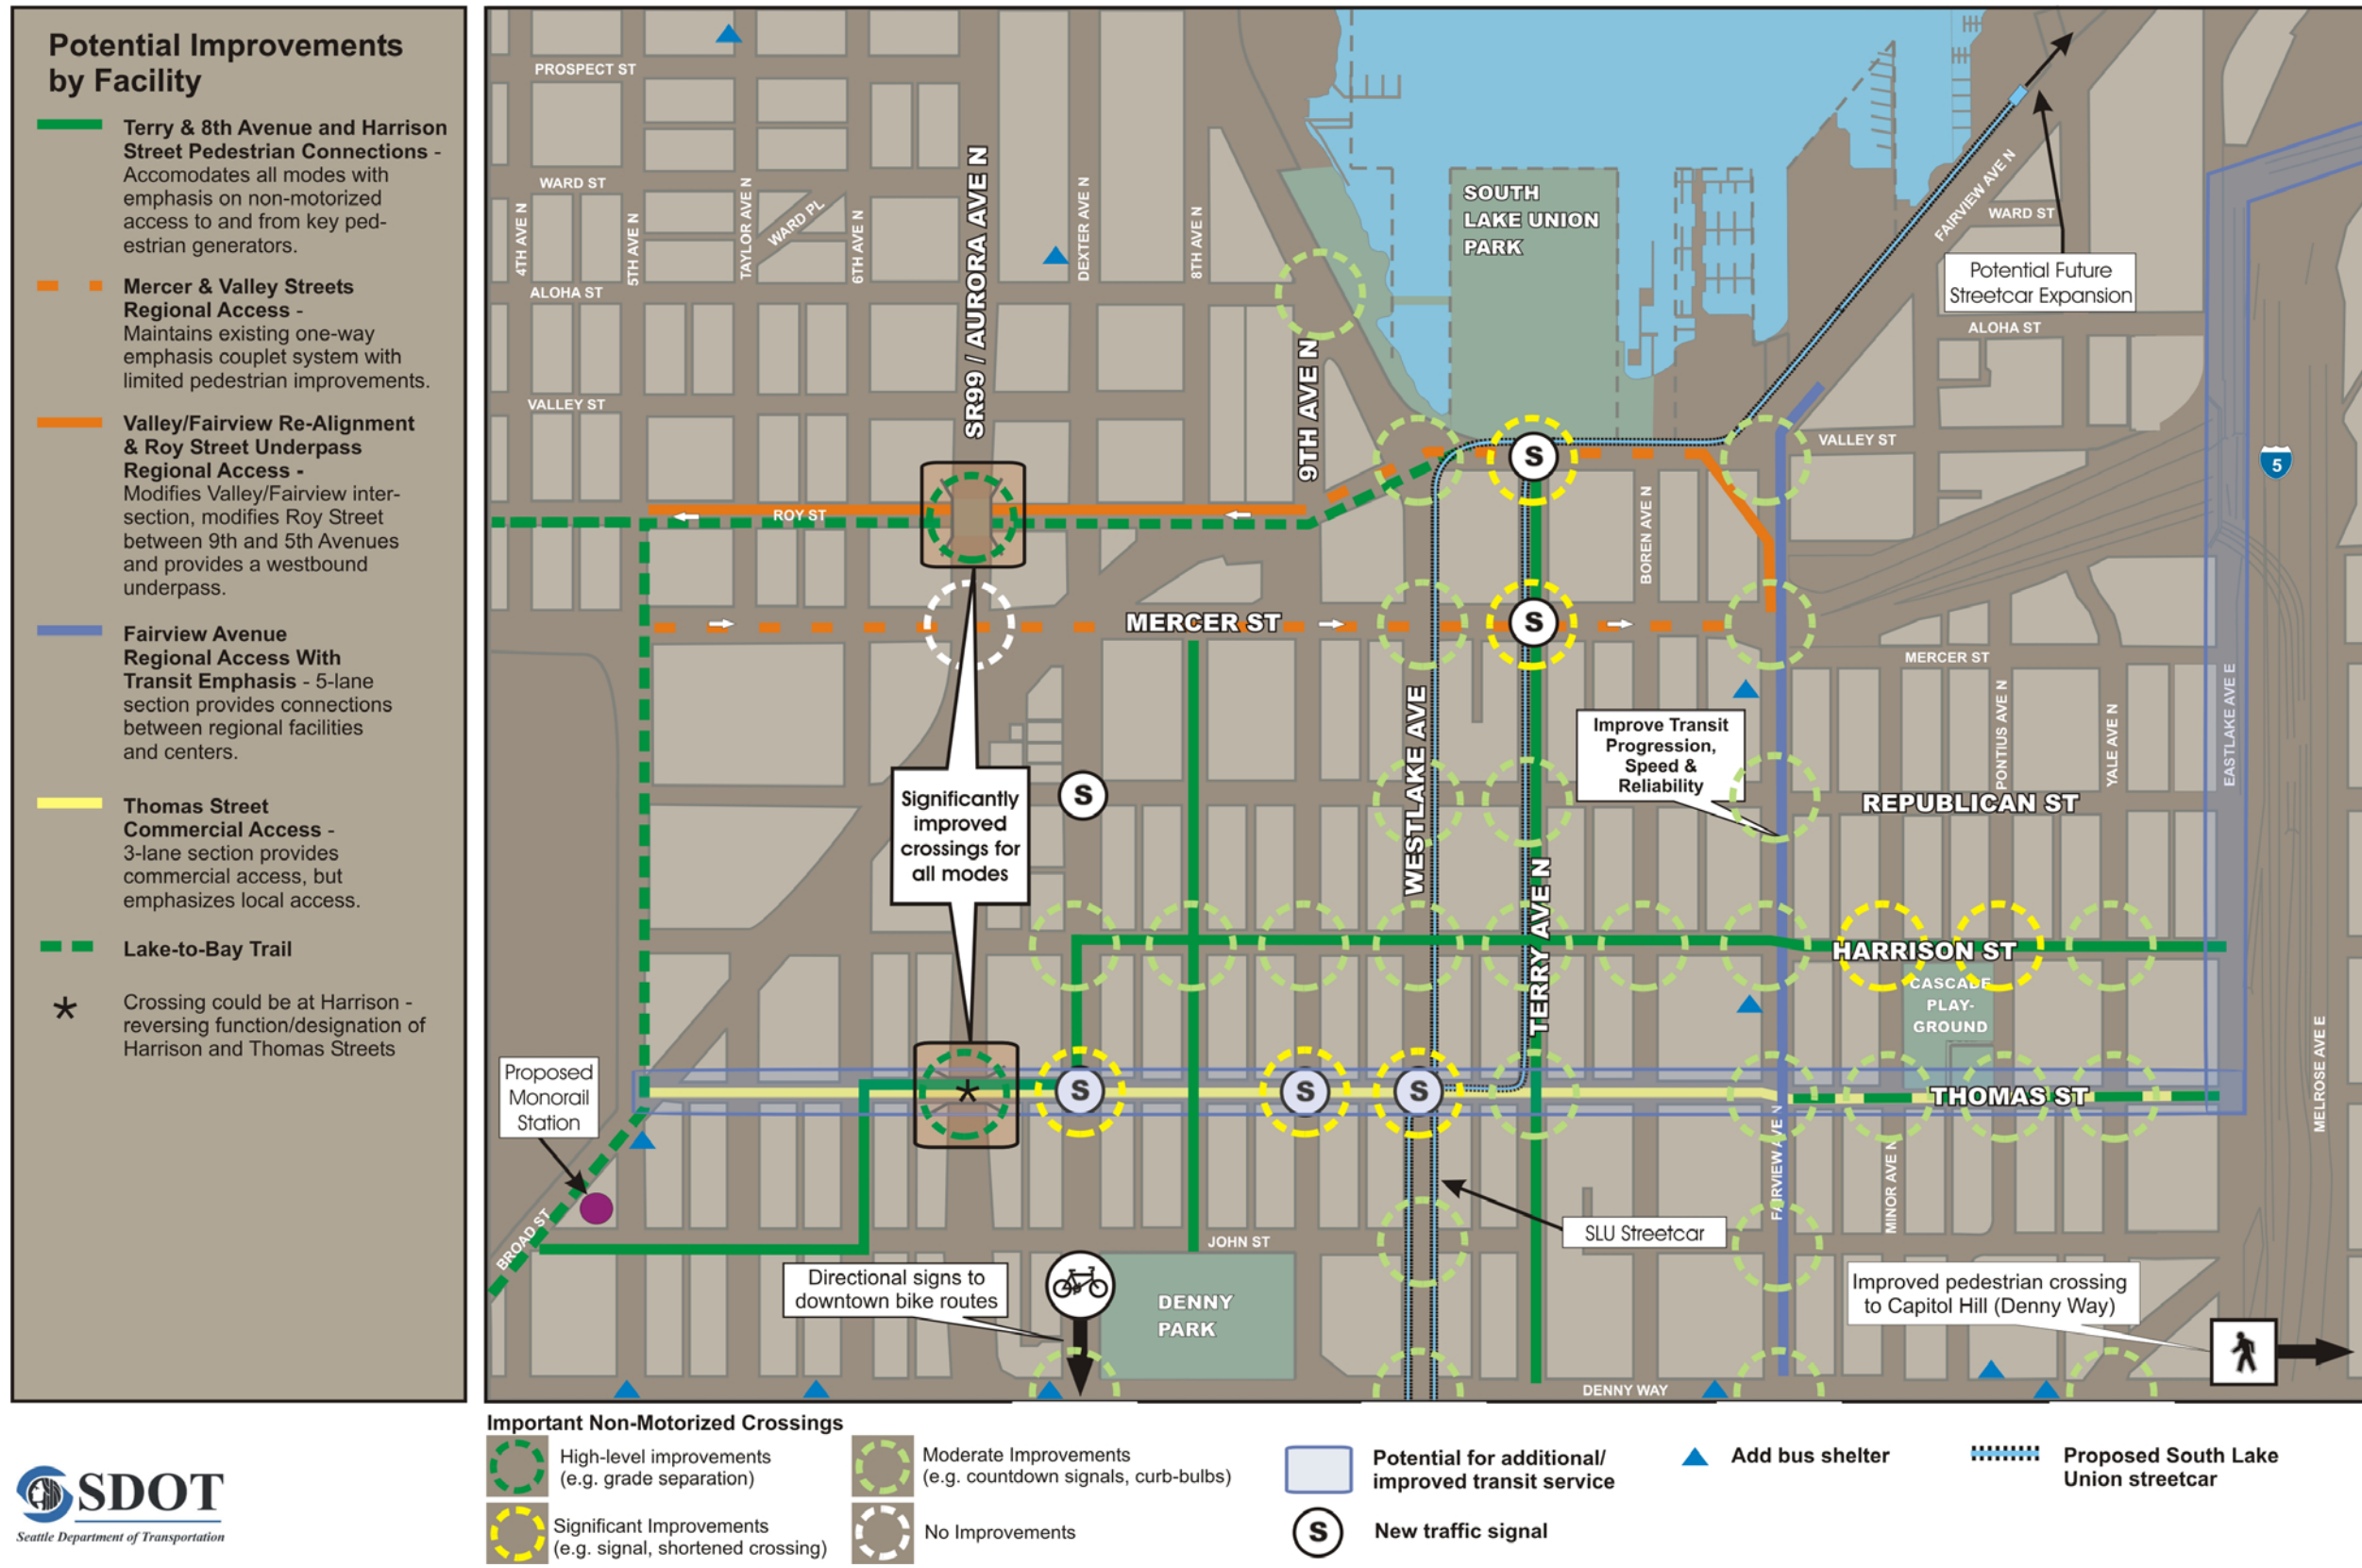 Potential Improvements
by Facility
Terry & 8th Avenue and Harrison
Street Pedestrian Connections -
Accomodates all modes with
emphasis on non-motorized
access to and from key ped-
estrian generators.
Mercer & Valley Streets
Regional Access -
Maintains existing one-way
emphasis couplet system with
limited pedestrian improvements.
Valley/Fairview Re-Alignment
& Roy Street Underpass
Regional Access -
Modifies Valley/Fairview inter-
section, modifies Roy Street
between 9th and 5th Avenues
and provides a westbound
underpass.
Fairview Avenue
Regional Access With
Transit Emphasis - 5-lane
section provides connections
between regional facilities
and centers.
Thomas Street
Commercial Access -
3-lane section provides
commercial access, but
emphasizes local access.
Lake-to-Bay Trail
* Crossing could be at Harrison -
reversing function/designation of
Harrison and Thomas Streets
PROSPECT ST
WARD ST
WARD PL
4TH AVE N
5TH AVE N
TAYLOR AVE N
6TH AVE N
SR99 / AURORA AVE N
DEXTER AVE N
8TH AVE N
ALOHA ST
VALLEY ST
9TH AVE N
SOUTH
LAKE UNION
PARK
FAIRVIEW AVE N
WARD ST
Potential Future
Streetcar Expansion
ALOHA ST
VALLEY ST
5
ROY ST
S
BOREN AVE N
MERCER ST
S
MERCER ST
WESTLAKE AVE
Improve Transit
Progression,
Speed &
Reliability
PONTIUS AVE N
YALE AVE N
EASTLAKE AVE E
REPUBLICAN ST
Significantly
improved
crossings for
all modes
S
TERRY AVE N
HARRISON ST
CASCADE
PLAY-
GROUND
MELROSE AVE E
Proposed
Monorail
Station
*
S
S
S
THOMAS ST
FAIRVIEW AVE N
MINOR AVE N
BROAD ST
JOHN ST
SLU Streetcar
Directional signs to
downtown bike routes
DENNY
PARK
Improved pedestrian crossing
to Capitol Hill (Denny Way)
DENNY WAY
Important Non-Motorized Crossings
High-level improvements
(e.g. grade separation)
Significant Improvements
(e.g. signal, shortened crossing)
Moderate Improvements
(e.g. countdown signals, curb-bulbs)
No Improvements
Potential for additional/
improved transit service
S New traffic signal
Add bus shelter
Proposed South Lake
Union streetcar
SDOT
Seattle Department of Transportation